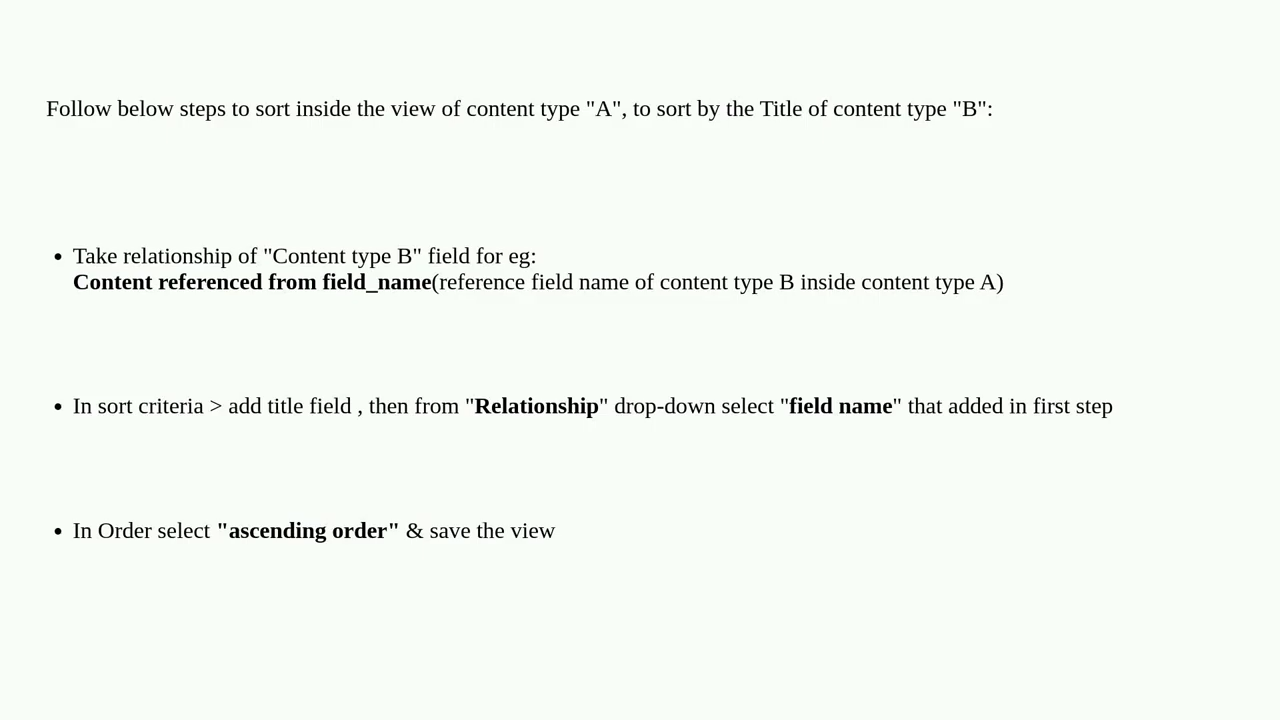 Follow below steps to sort inside the view of content type "A", to sort by the Title of content type "B":
• Take relationship of "Content type B" field for eg:
Content referenced from field_name(reference field name of content type B inside content type A)
• In sort criteria > add title field , then from "Relationship" drop-down select "field name" that added in first step
• In Order select "ascending order" & save the view